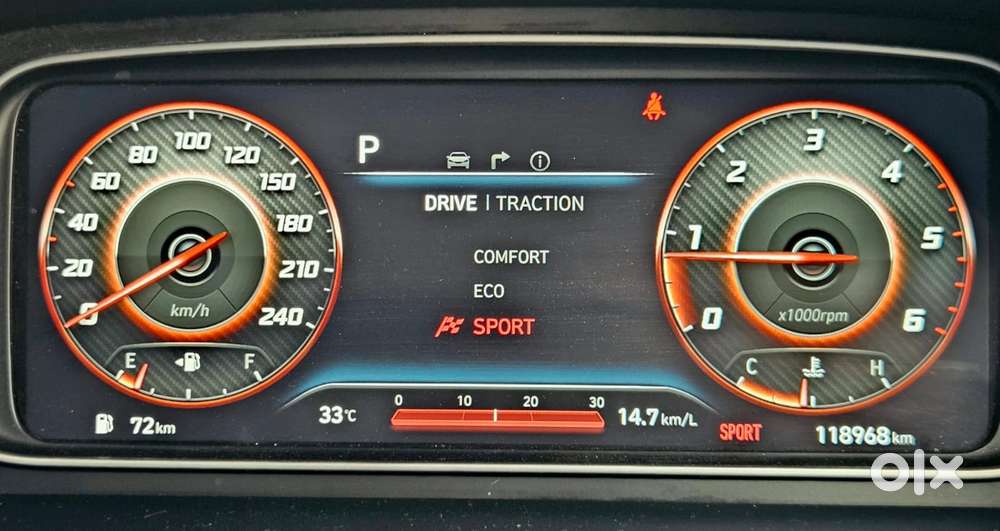 0
20
40
60
80
100
120
150
180
210
240
km/h
E
F
72km
P
i
DRIVE | TRACTION
COMFORT
ECO
SPORT
33°C
0 10 20 30
14.7km/L
0
1
2
3
4
5
6
x1000rpm
C
H
SPORT
118968km
olx